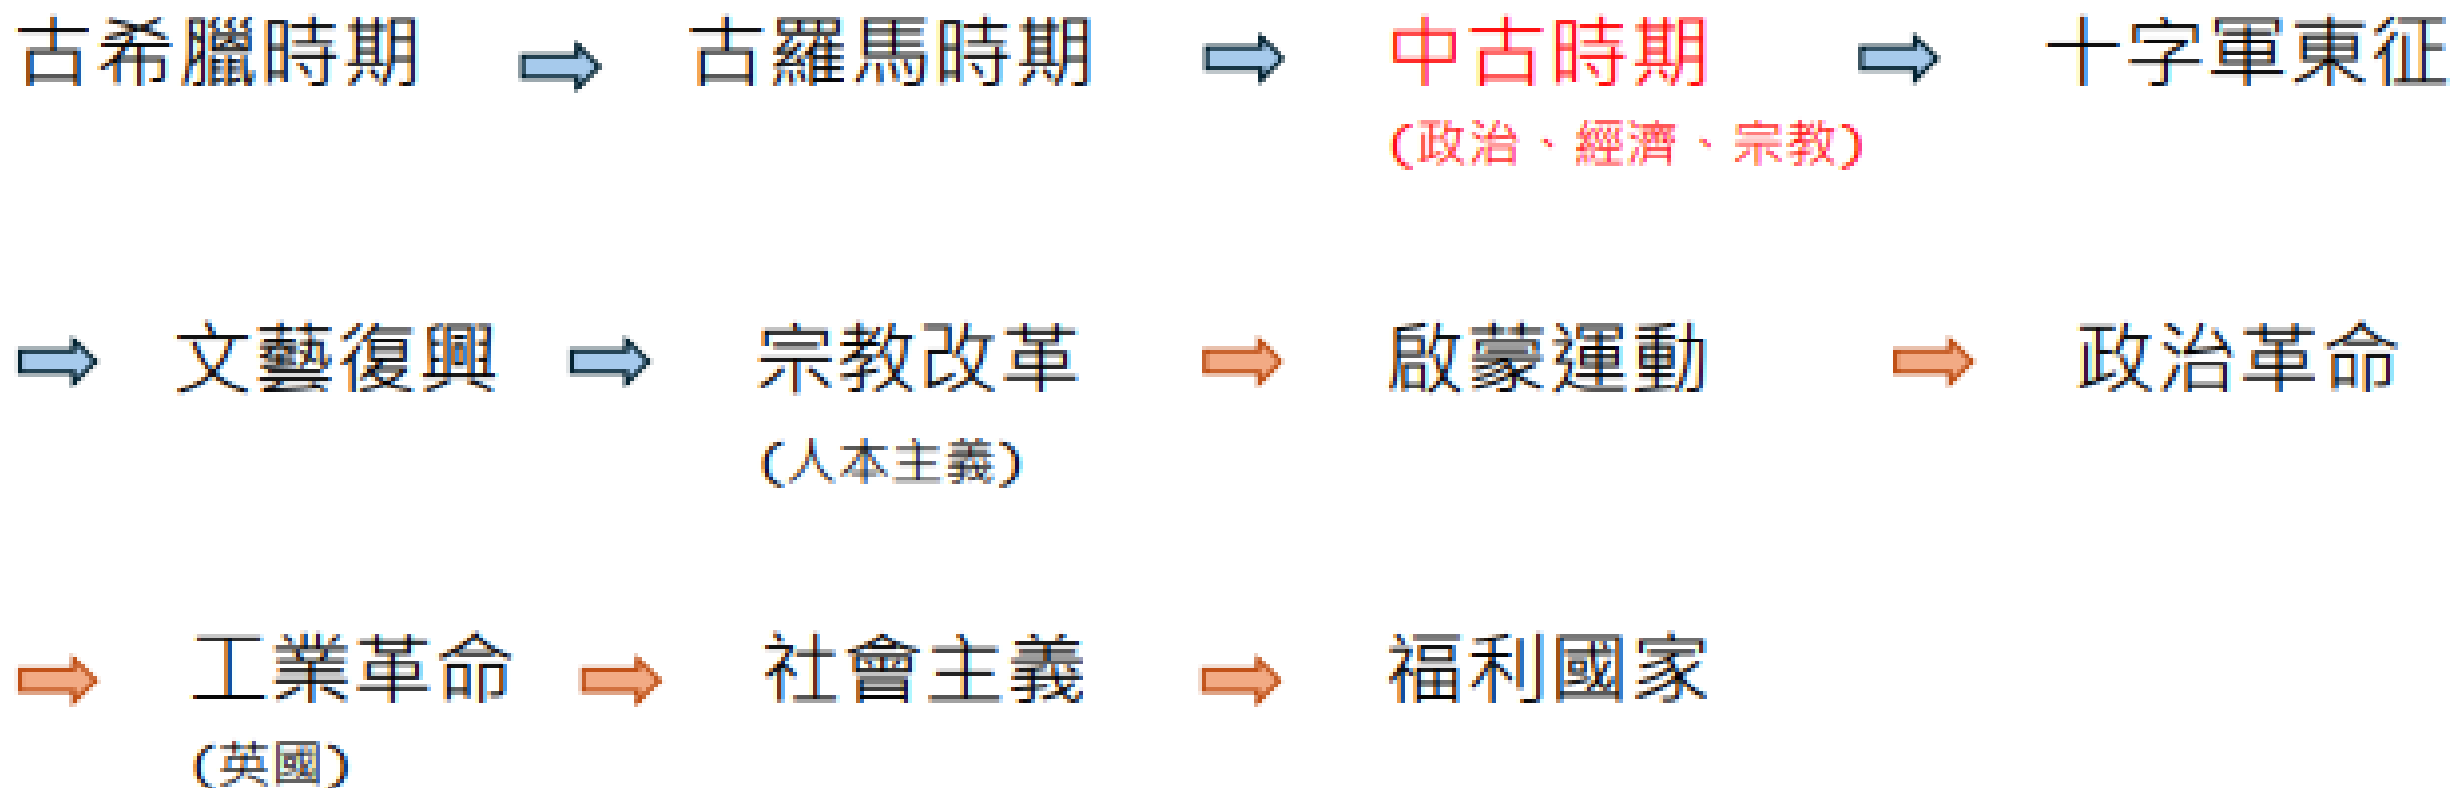 古希臘時期 古羅馬時期 中古時期 十字軍東征
(政治、經濟、宗教)
文藝復興 宗教改革 啟蒙運動 政治革命
(人本主義)
工業革命 社會主義 福利國家
(英國)